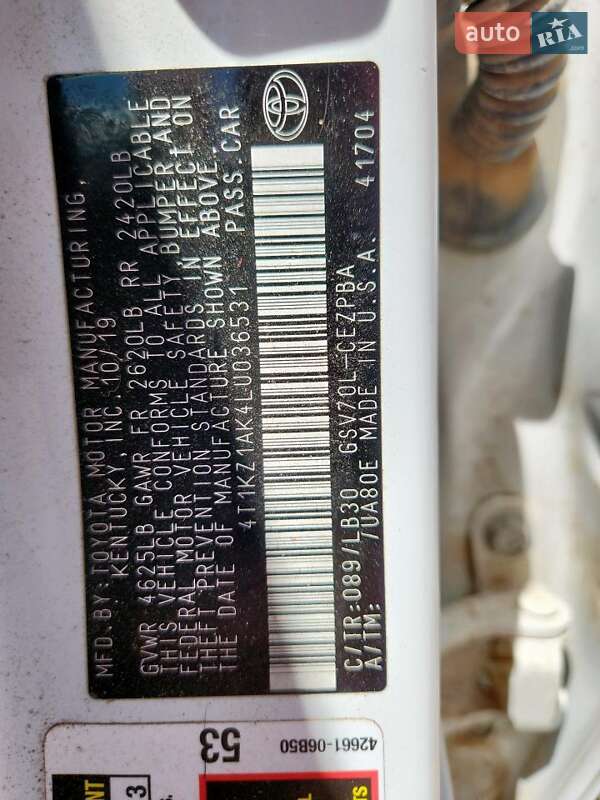 auto RIA .com
MFD.BY: TOYOTA MOTOR MANUFACTURING,
KENTUCKY, INC. 10/19
GVWR 4625LB GAWR FR 2620LB RR 2420LB
THIS VEHICLE CONFORMS TO ALL APPLICABLE
FEDERAL MOTOR VEHICLE SAFETY, BUMPER AND
THEFT PREVENTION STANDARDS IN EFFECT ON
THE DATE OF MANUFACTURE SHOWN ABOVE.
4T1KZ1AK4LU036531 PASS.CAR
C/TR:089/LB30 GSV70L-CEZPBA
A/TM: 7UA80E MADE IN U.S.A. 41704
53 42661-06B50
3